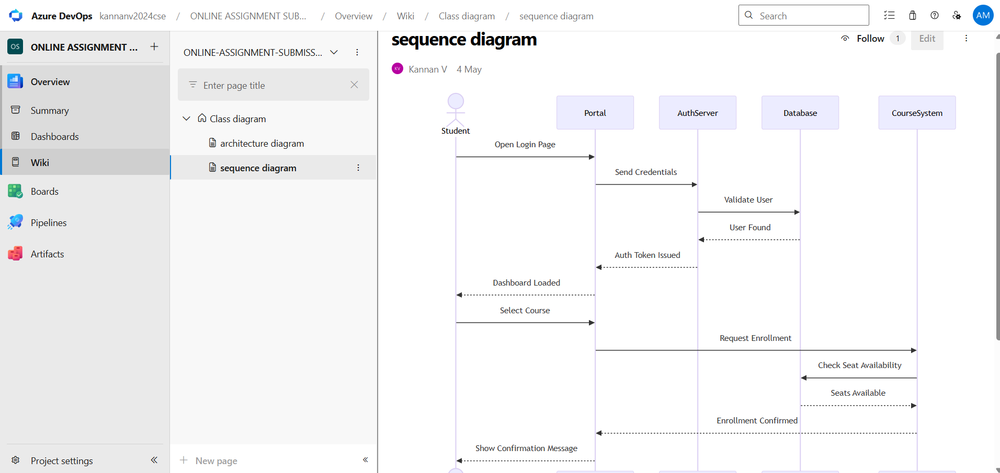 Azure DevOps kannanv2024cse / ONLINE ASSIGNMENT SUB... / Overview / Wiki / Class diagram / sequence diagram
Search
AM
OS ONLINE ASSIGNMENT ...
Overview
Summary
Dashboards
Wiki
Boards
Pipelines
Artifacts
Project settings
ONLINE-ASSIGNMENT-SUBMISS...
Enter page title
Class diagram
architecture diagram
sequence diagram
New page
sequence diagram
Follow 1 Edit
KV Kannan V 4 May
Student
Portal
AuthServer
Database
CourseSystem
Open Login Page
Send Credentials
Validate User
User Found
Auth Token Issued
Dashboard Loaded
Select Course
Request Enrollment
Check Seat Availability
Seats Available
Enrollment Confirmed
Show Confirmation Message